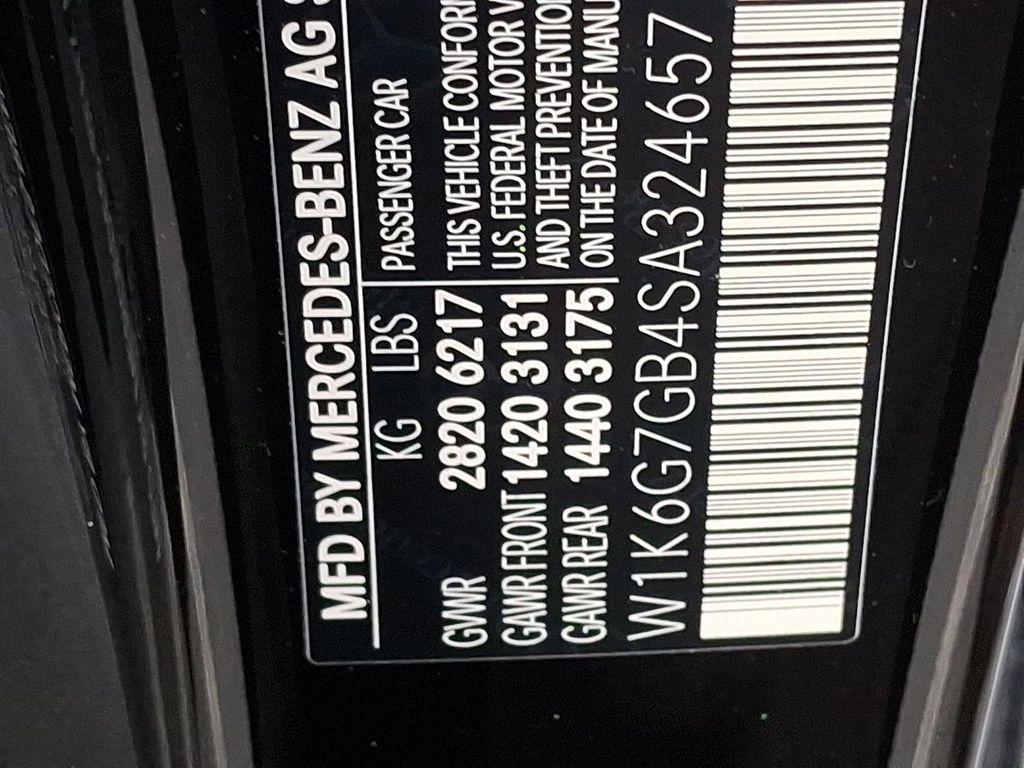 MFD BY MERCEDES-BENZ AG
KG LBS PASSENGER CAR
GVWR 2820 6217 THIS VEHICLE CONFORM
GAWR FRONT 1420 3131 U.S. FEDERAL MOTOR V
GAWR REAR 1440 3175 AND THEFT PREVENTIO
ON THE DATE OF MANU
W1K6G7GB4SA324657